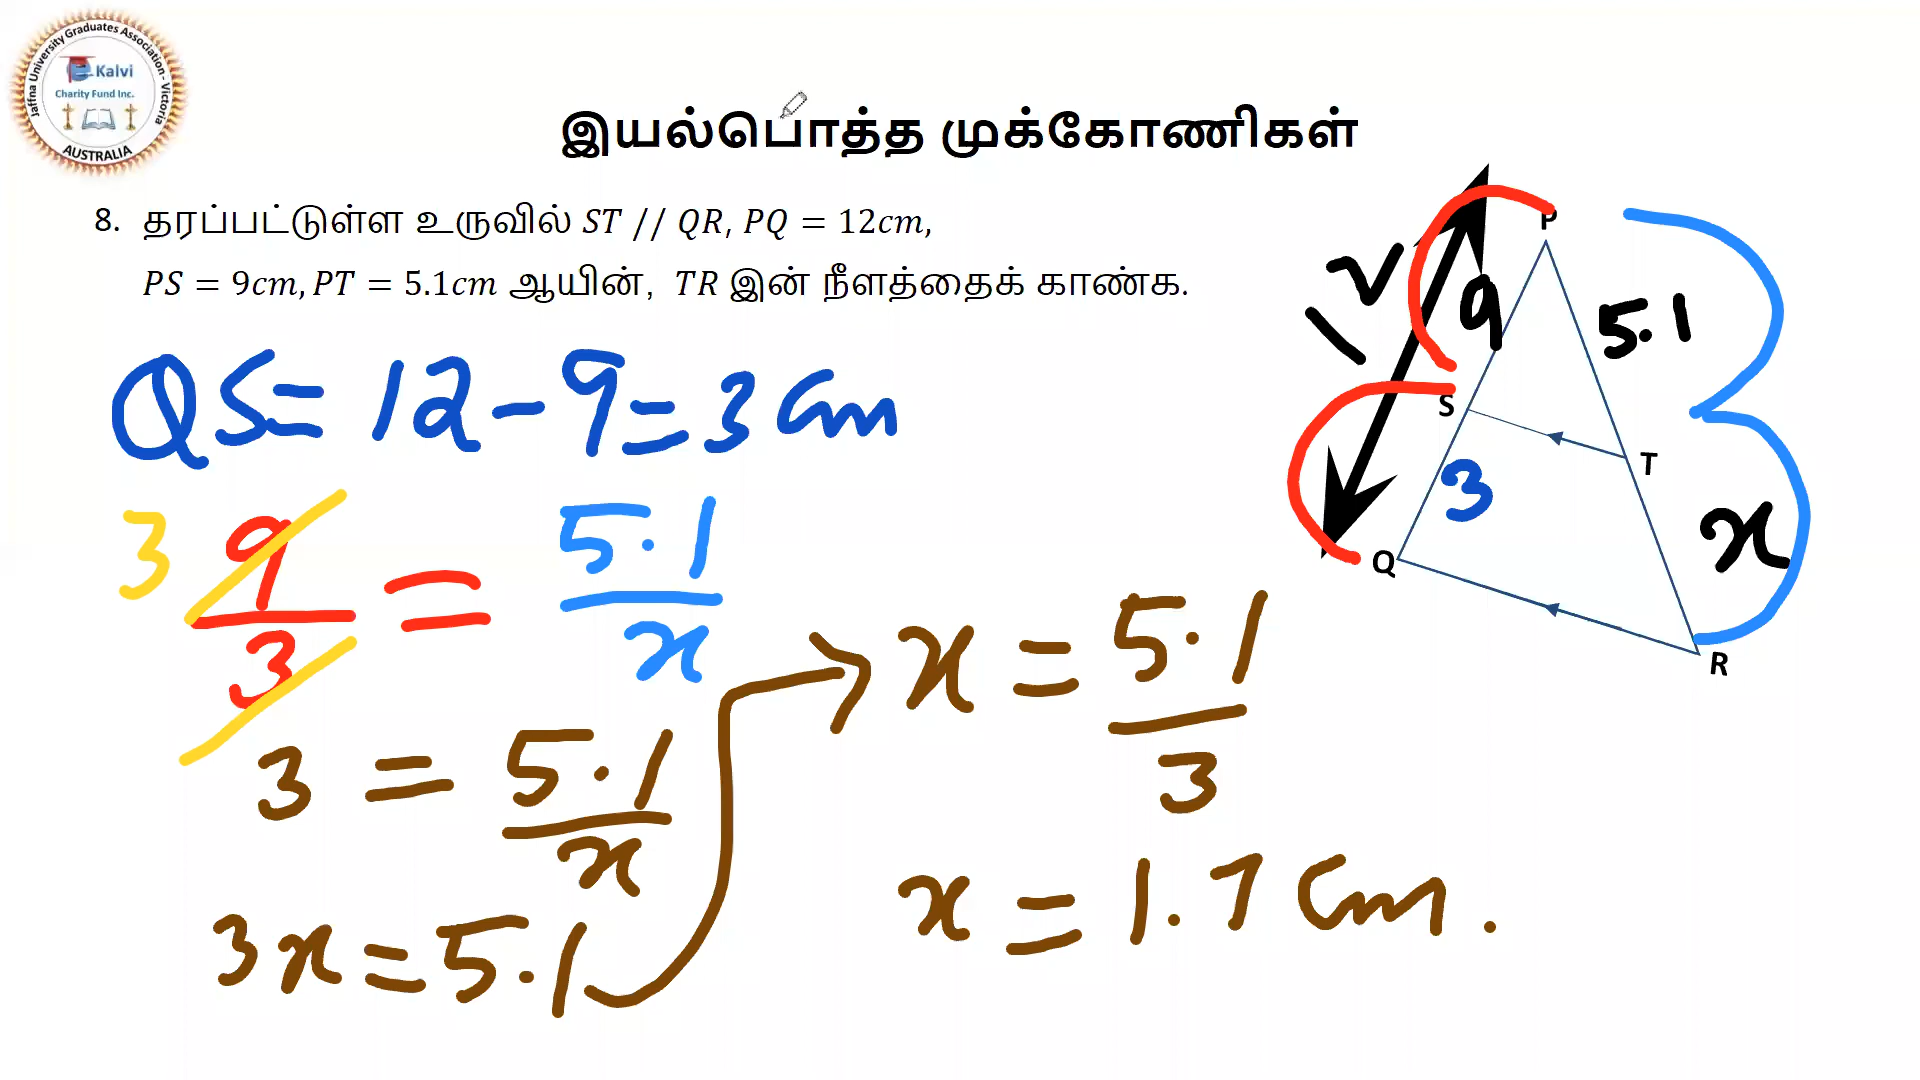 Jaffna University Graduates Association - Victoria
eKalvi
Charity Fund Inc.
AUSTRALIA
இயல்பொத்த முக்கோணிகள்
8. தரப்பட்டுள்ள உருவில் ST // QR, PQ = 12cm,
PS = 9cm, PT = 5.1cm ஆயின், TR இன் நீளத்தைக் காண்க.
P
12
9
5.1
S
T
3
x
Q
R
QS = 12 - 9 = 3 cm
3 9/3 = 5.1/x
3 = 5.1/x
3x = 5.1
x = 5.1/3
x = 1.7 cm.